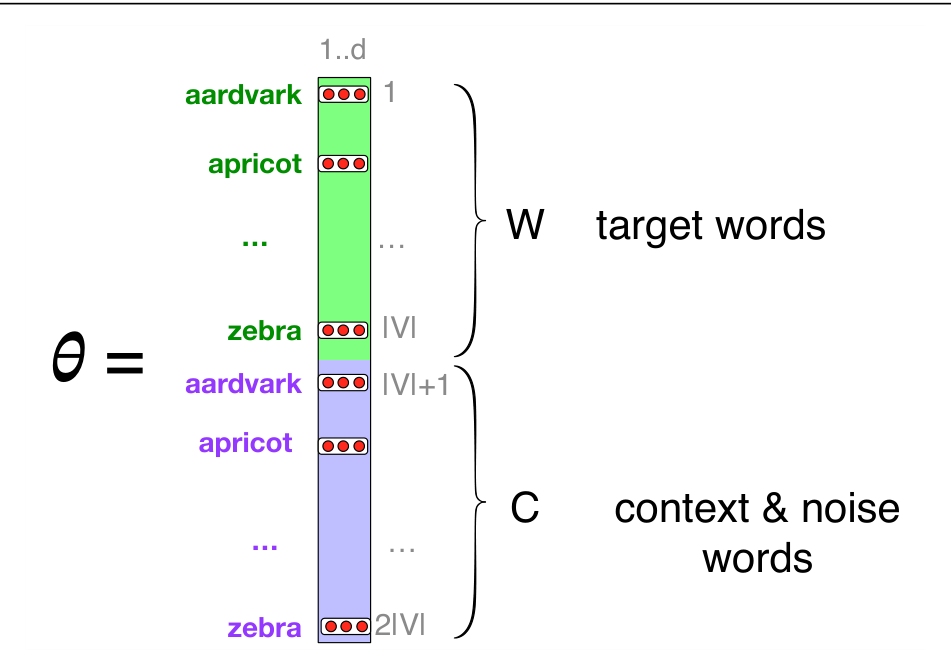 1..d
aardvark 1
apricot
... ...
W target words
zebra |V|
θ =
aardvark |V|+1
apricot
C context & noise
words
... ...
zebra 2|V|